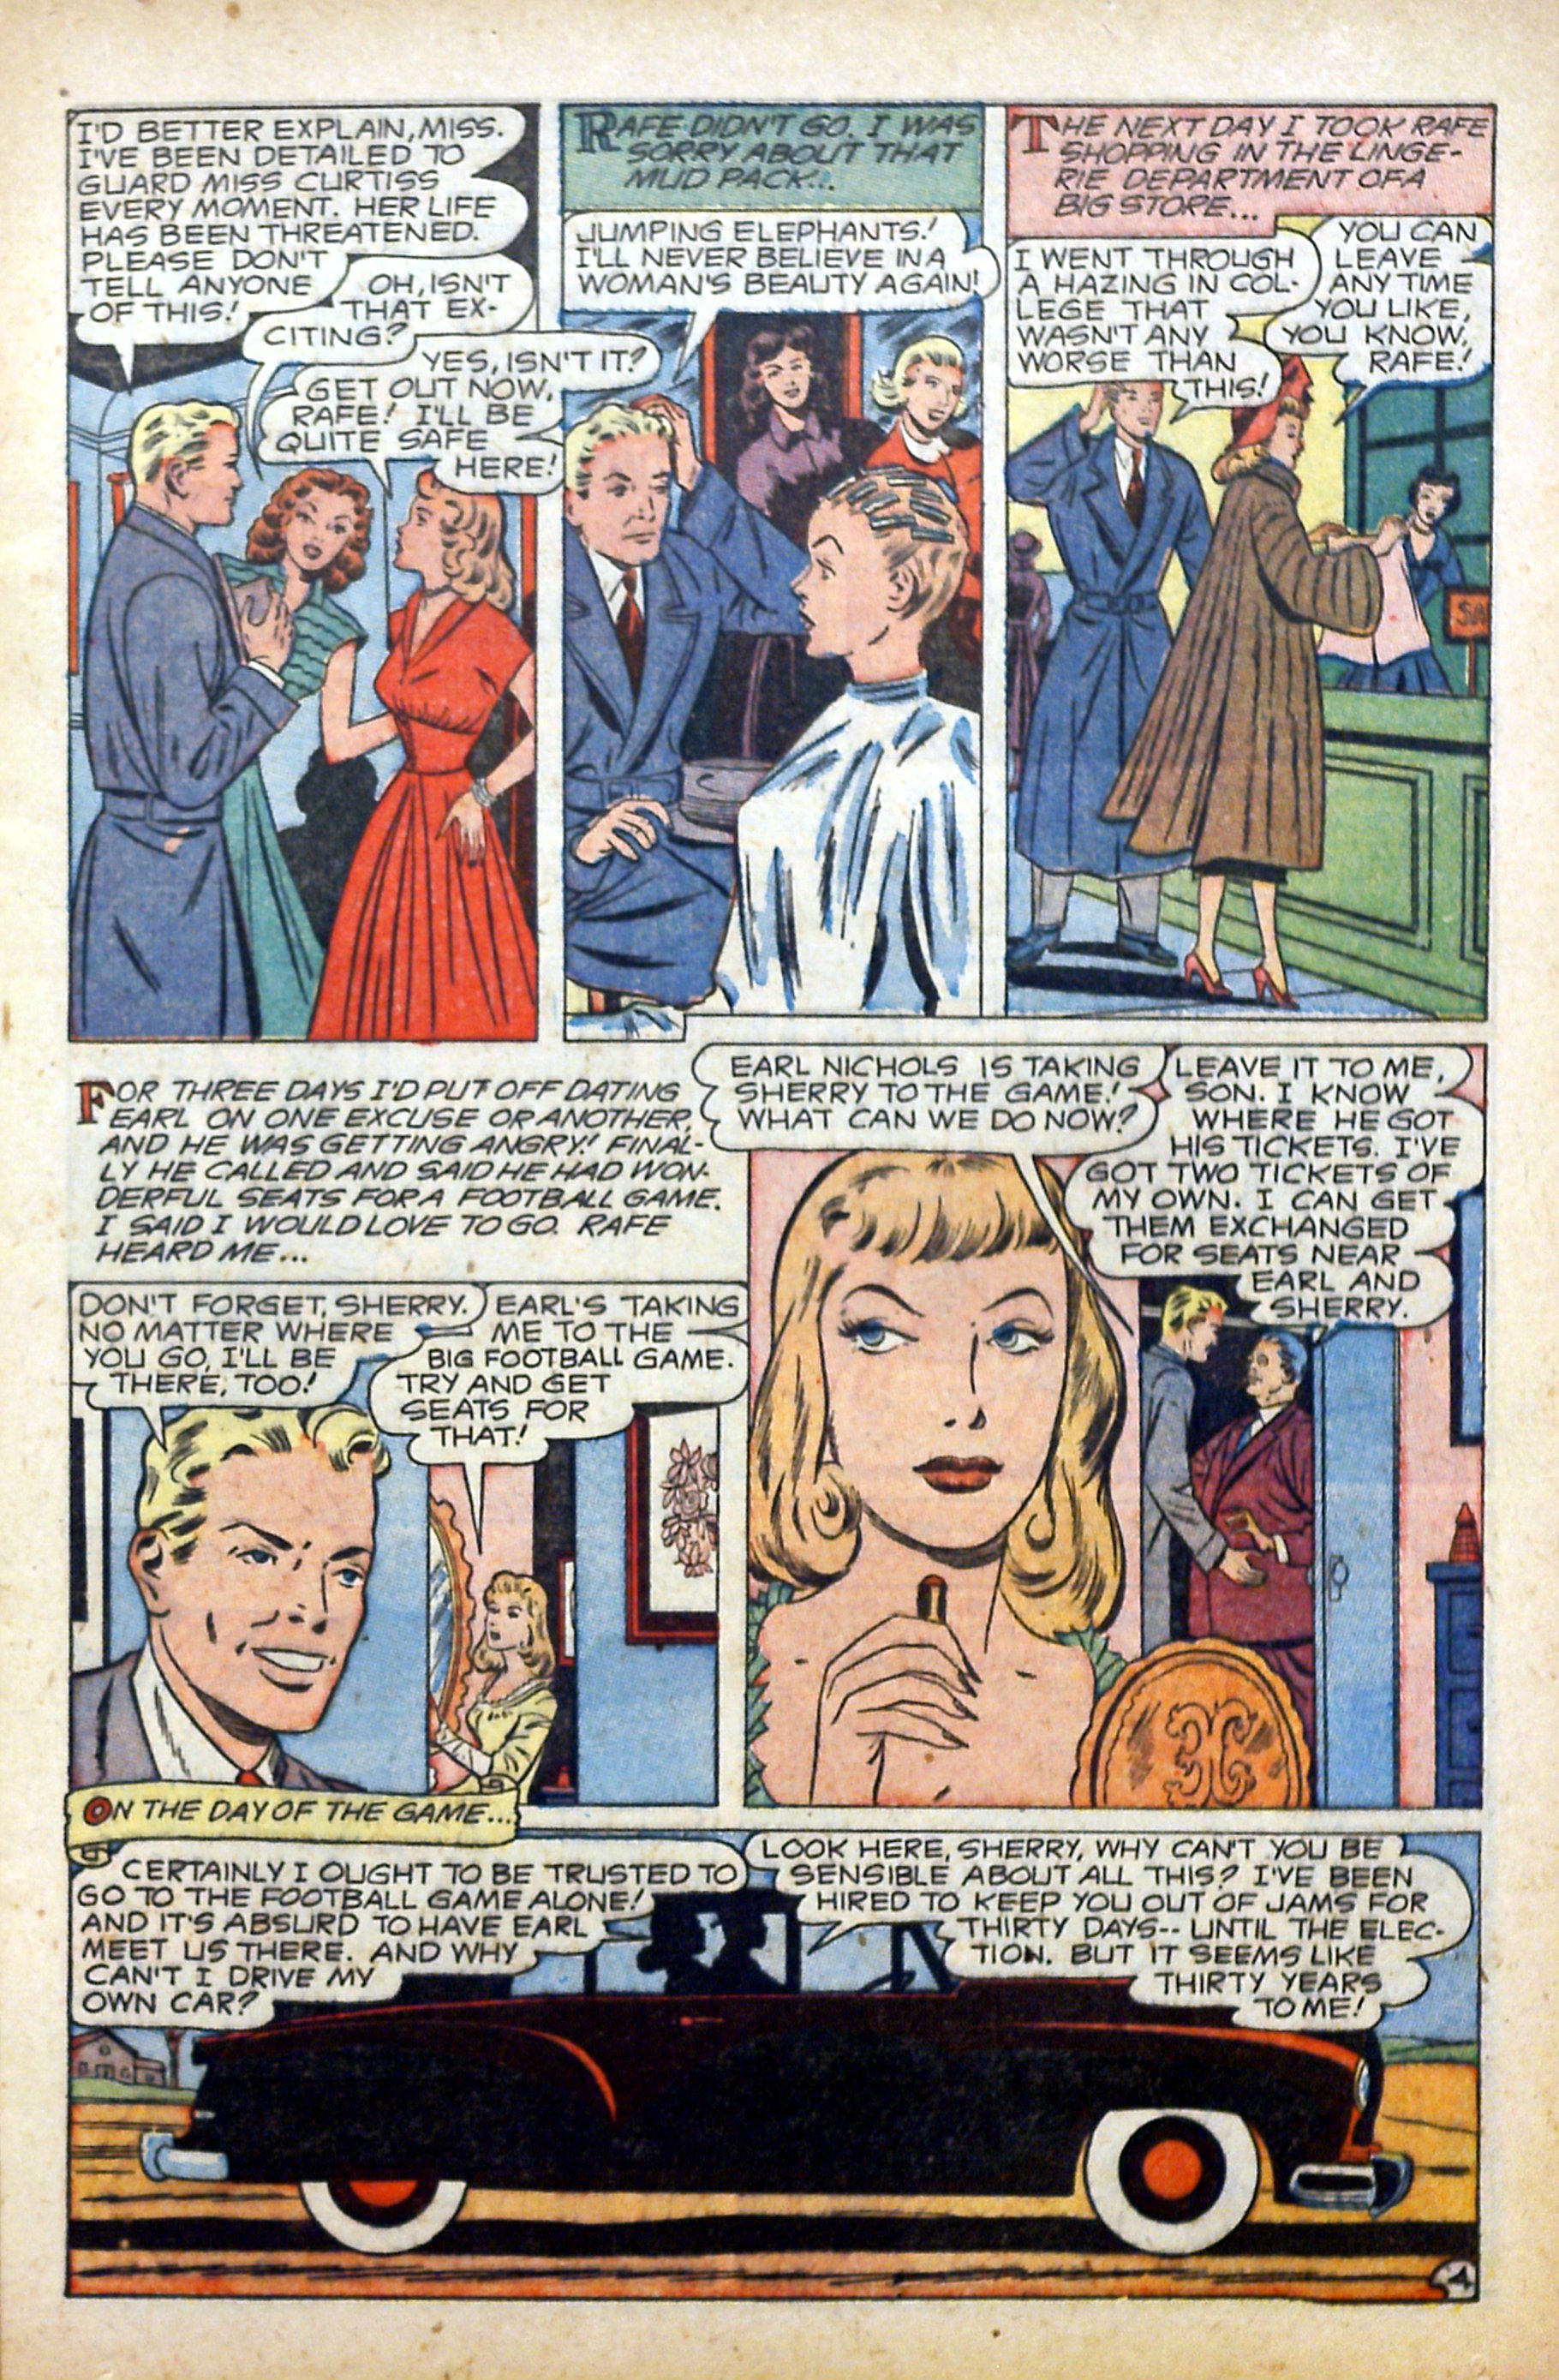 I'D BETTER EXPLAIN, MISS.
I'VE BEEN DETAILED TO
GUARD MISS CURTISS
EVERY MOMENT. HER LIFE
HAS BEEN THREATENED.
PLEASE DON'T
TELL ANYONE
OF THIS!
OH, ISN'T
THAT EX-
CITING?
YES, ISN'T IT?
GET OUT NOW,
RAFE! I'LL BE
QUITE SAFE
HERE!
RAFE DIDN'T GO. I WAS
SORRY ABOUT THAT
MUD PACK...
JUMPING ELEPHANTS!
I'LL NEVER BELIEVE IN A
WOMAN'S BEAUTY AGAIN!
THE NEXT DAY I TOOK RAFE
SHOPPING IN THE LINGE-
RIE DEPARTMENT OF A
BIG STORE...
I WENT THROUGH
A HAZING IN COL-
LEGE THAT
WASN'T ANY
WORSE THAN
THIS!
YOU CAN
LEAVE
ANY TIME
YOU LIKE,
YOU KNOW,
RAFE!
SA
FOR THREE DAYS I'D PUT OFF DATING
EARL ON ONE EXCUSE OR ANOTHER,
AND HE WAS GETTING ANGRY! FINAL-
LY HE CALLED AND SAID HE HAD WON-
DERFUL SEATS FOR A FOOTBALL GAME.
I SAID I WOULD LOVE TO GO. RAFE
HEARD ME...
DON'T FORGET, SHERRY.
NO MATTER WHERE
YOU GO, I'LL BE
THERE, TOO!
EARL'S TAKING
ME TO THE
BIG FOOTBALL GAME.
TRY AND GET
SEATS FOR
THAT!
EARL NICHOLS IS TAKING
SHERRY TO THE GAME!
WHAT CAN WE DO NOW?
LEAVE IT TO ME,
SON. I KNOW
WHERE HE GOT
HIS TICKETS. I'VE
GOT TWO TICKETS OF
MY OWN. I CAN GET
THEM EXCHANGED
FOR SEATS NEAR
EARL AND
SHERRY.
ON THE DAY OF THE GAME...
CERTAINLY I OUGHT TO BE TRUSTED TO
GO TO THE FOOTBALL GAME ALONE!
AND IT'S ABSURD TO HAVE EARL
MEET US THERE. AND WHY
CAN'T I DRIVE MY
OWN CAR?
LOOK HERE, SHERRY, WHY CAN'T YOU BE
SENSIBLE ABOUT ALL THIS? I'VE BEEN
HIRED TO KEEP YOU OUT OF JAMS FOR
THIRTY DAYS-- UNTIL THE ELEC-
TION. BUT IT SEEMS LIKE
THIRTY YEARS
TO ME!
4